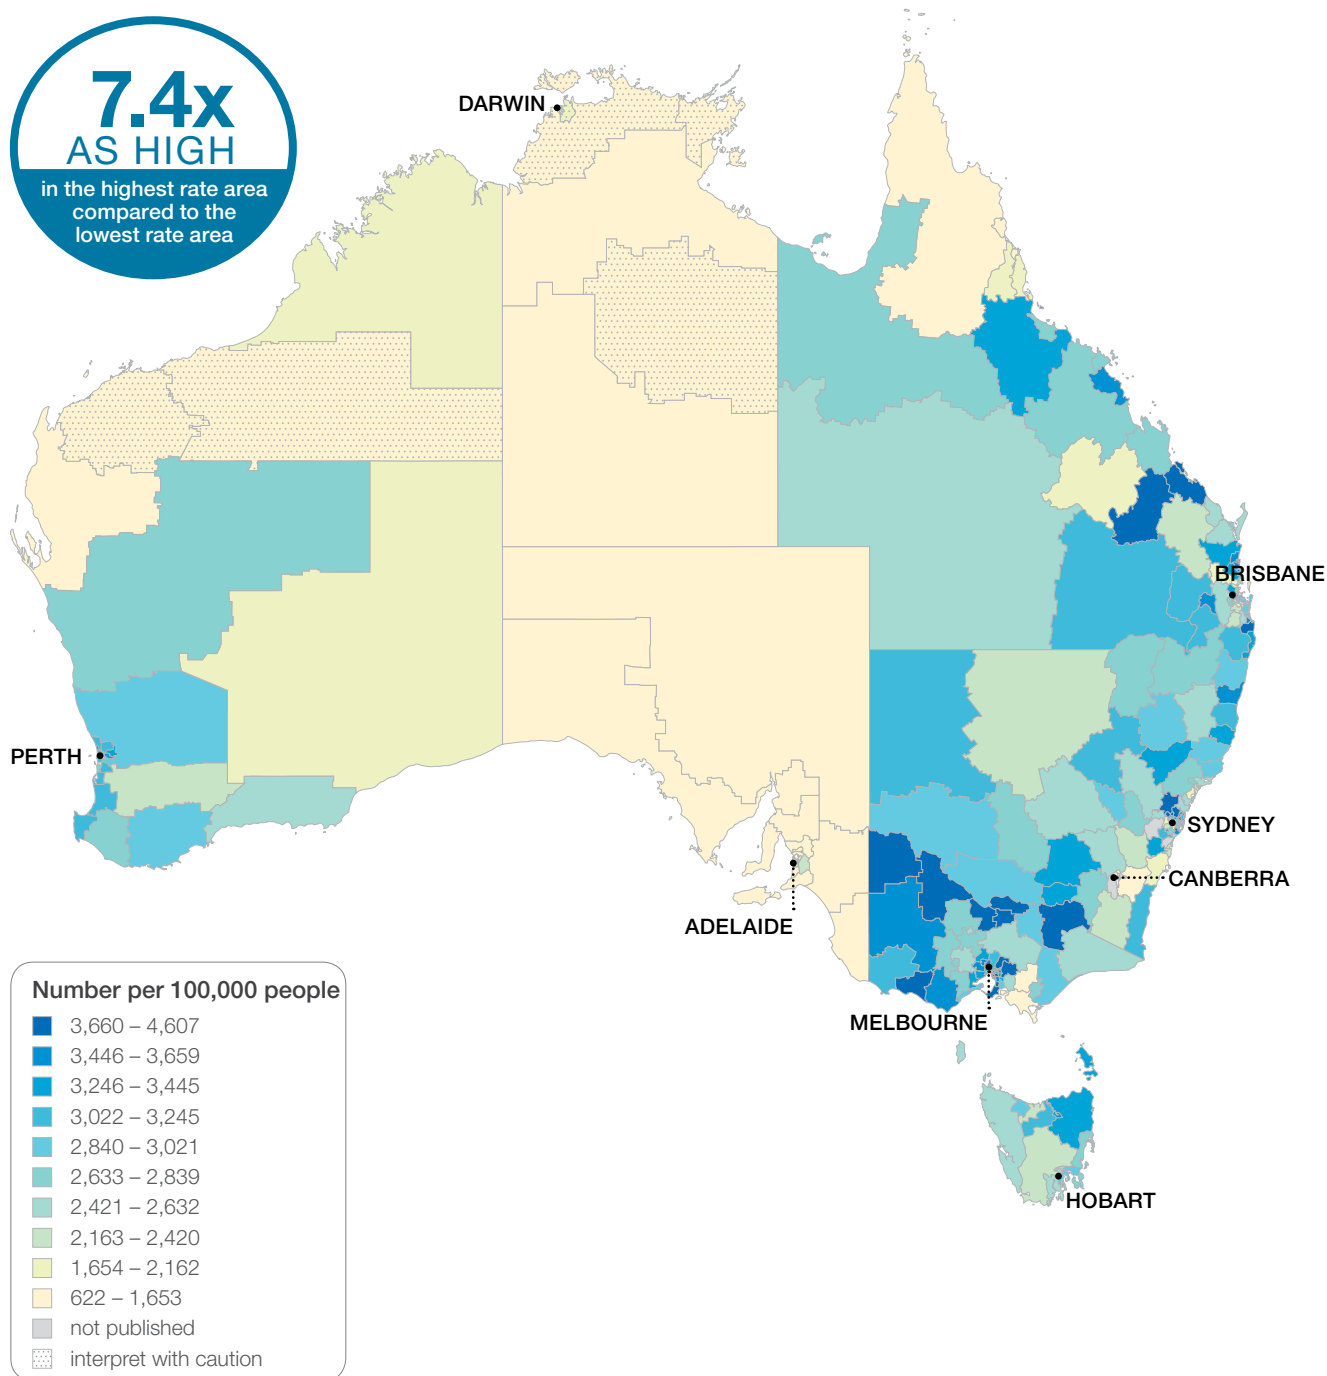 7.4x
AS HIGH
in the highest rate area
compared to the
lowest rate area
DARWIN
BRISBANE
PERTH
SYDNEY
CANBERRA
ADELAIDE
MELBOURNE
HOBART
Number per 100,000 people
3,660 – 4,607
3,446 – 3,659
3,246 – 3,445
3,022 – 3,245
2,840 – 3,021
2,633 – 2,839
2,421 – 2,632
2,163 – 2,420
1,654 – 2,162
622 – 1,653
not published
interpret with caution